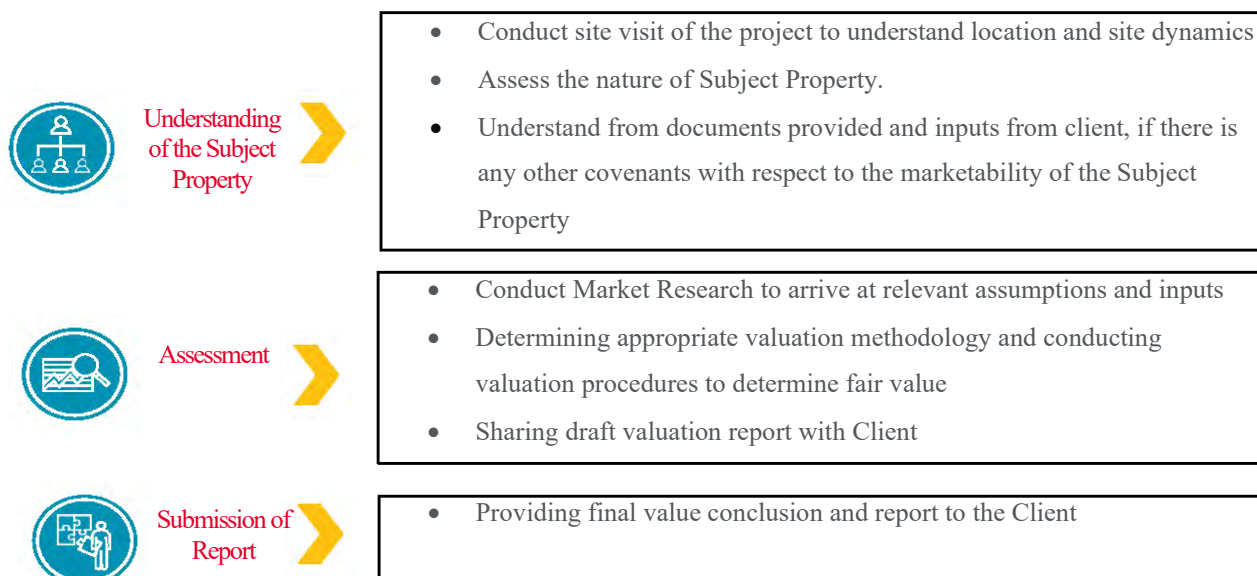 Understanding
of the Subject
Property
• Conduct site visit of the project to understand location and site dynamics
• Assess the nature of Subject Property.
• Understand from documents provided and inputs from client, if there is
any other covenants with respect to the marketability of the Subject
Property
Assessment
• Conduct Market Research to arrive at relevant assumptions and inputs
• Determining appropriate valuation methodology and conducting
valuation procedures to determine fair value
• Sharing draft valuation report with Client
Submission of
Report
• Providing final value conclusion and report to the Client